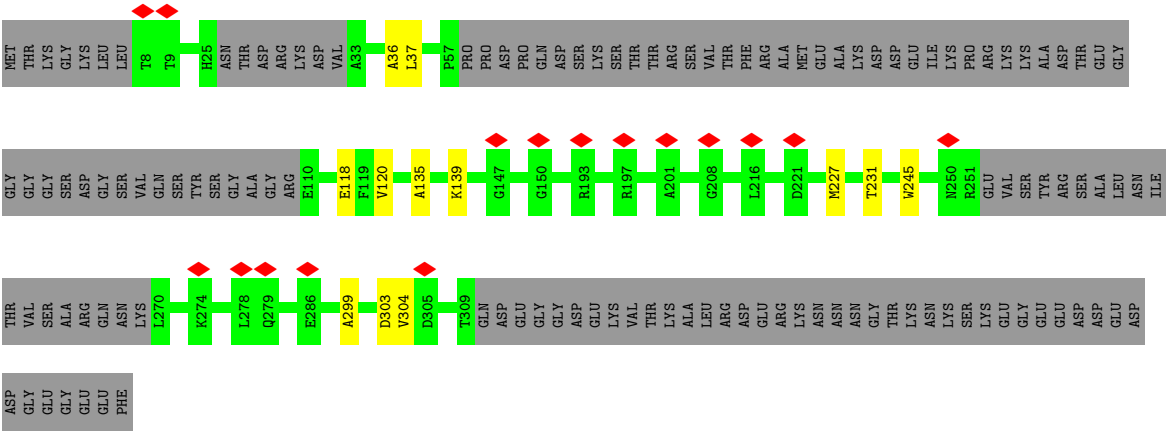 MET THR LYS GLY LYS LEU LEU T8 T9 H25 ASN THR ASP ARG LYS ASP VAL A33 A36 L37 P57 PRO PRO ASP PRO GLN ASP SER LYS SER THR THR ARG SER VAL THR PHE ARG ALA MET GLU ALA LYS ASP ASP GLU ILE LYS PRO ARG LYS LYS ALA ASP THR GLU GLY
GLY GLY GLY SER ASP GLY SER VAL GLN SER TYR SER GLY ALA GLY ARG E110 E118 F119 V120 A135 K139 G147 G150 R193 R197 A201 G208 L216 D221 M227 T231 W245 N250 R251 GLU VAL SER TYR ARG SER ALA LEU ASN ILE
THR VAL SER ALA ARG GLN ASN LYS L270 K274 L278 Q279 E286 A299 D303 V304 D305 T309 GLN ASP GLU GLY GLY ASP GLU LYS VAL THR LYS ALA LEU ARG ASP GLU ARG LYS ASN ASN ASN GLY THR LYS ASN LYS SER LYS GLU GLY GLU GLU ASP ASP GLU ASP
ASP GLY GLU GLY GLU GLU PHE